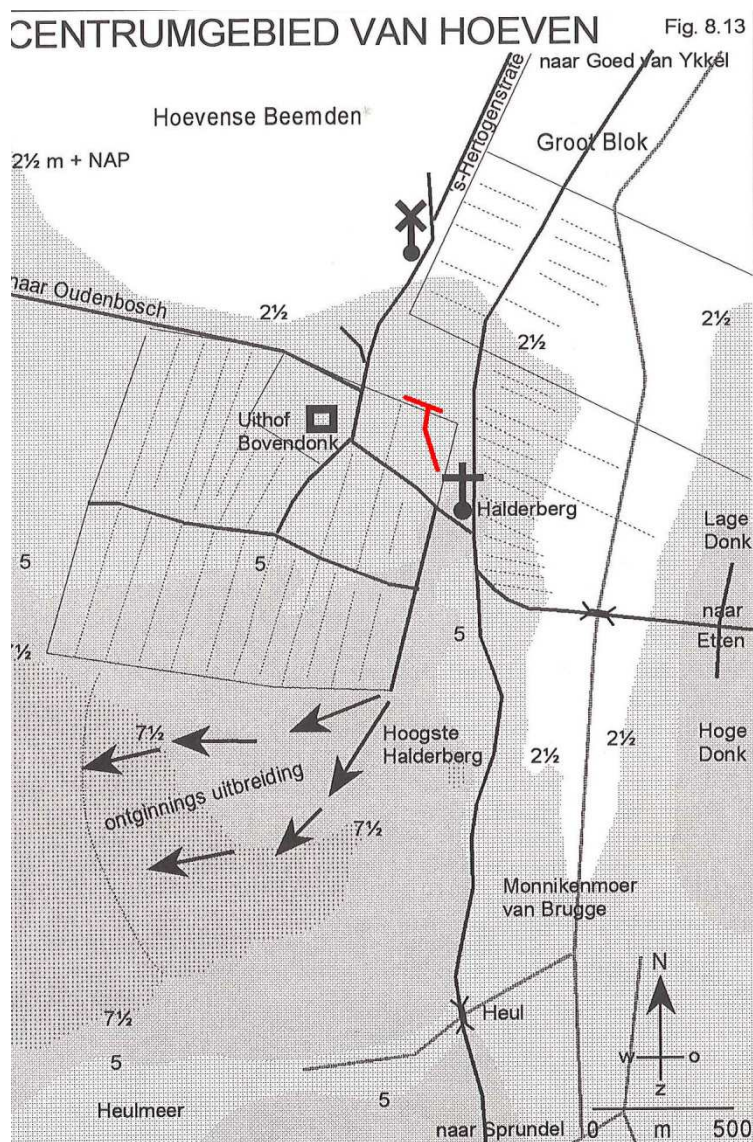 CENTRUMGEBIED VAN HOEVEN
Fig. 8.13
naar Goed van Ykkel
Hoevense Beemden
's-Hertogenstrate
Groot Blok
2½ m + NAP
naar Oudenbosch
2½
2½
2½
Uithof
Bovendonk
Halderberg
Lage
Donk
5
5
naar
Etten
5
7½
7½
Hoogste
Halderberg
2½
2½
Hoge
Donk
ontginnings uitbreiding
7½
Monnikenmoer
van Brugge
N
7½
Heul
W
O
5
Z
5
Heulmeer
naar Sprundel
0 m 500